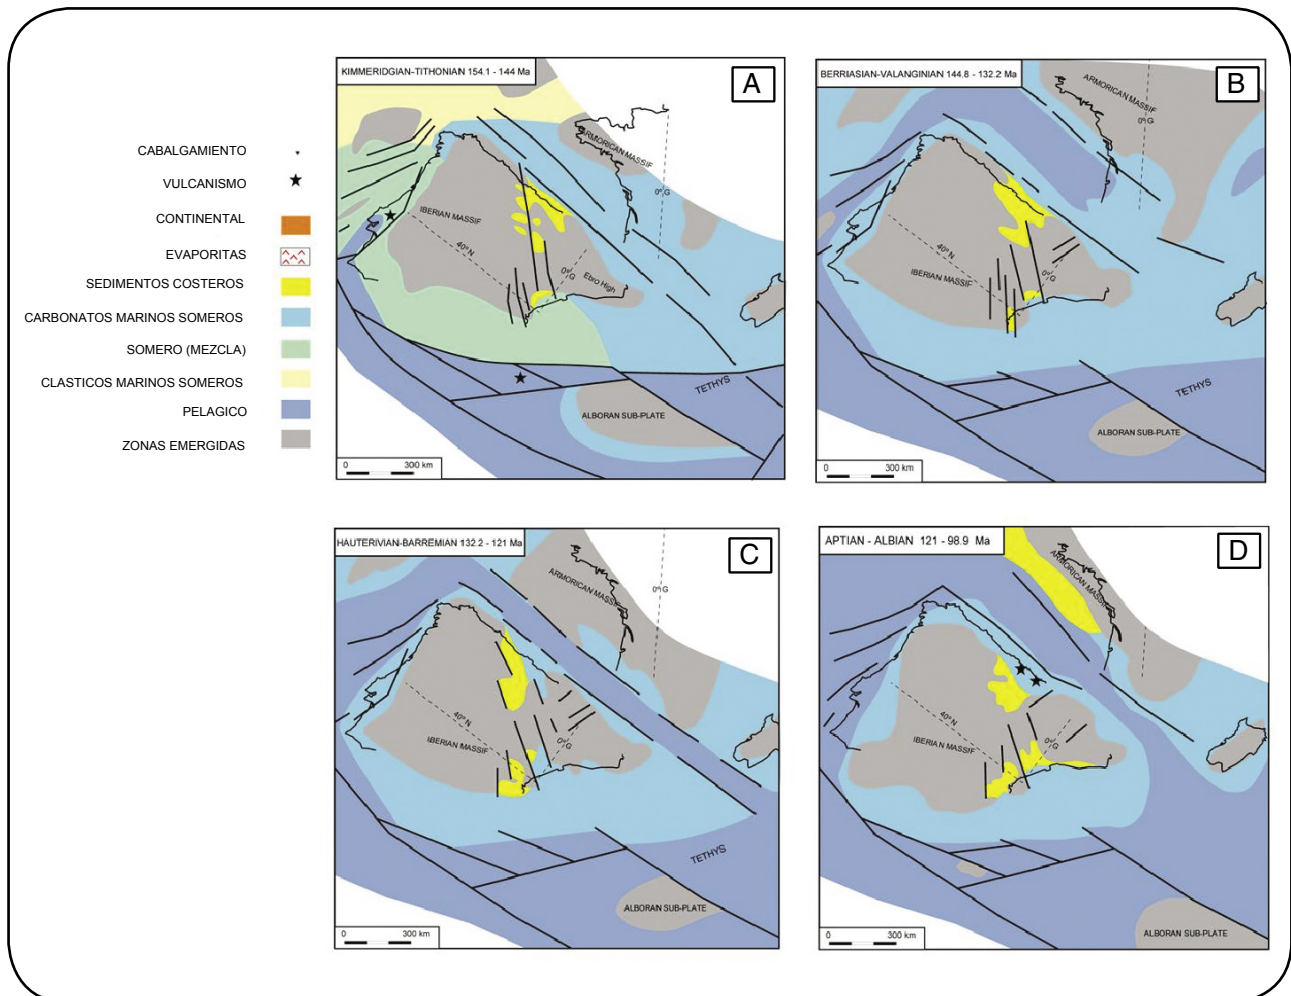 CABALGAMIENTO
VULCANISMO
CONTINENTAL
EVAPORITAS
SEDIMENTOS COSTEROS
CARBONATOS MARINOS SOMEROS
SOMERO (MEZCLA)
CLASTICOS MARINOS SOMEROS
PELAGICO
ZONAS EMERGIDAS
KIMMERIDGIAN-TITHONIAN 154.1 - 144 Ma
A
ARMORICAN MASSIF
0º G
IBERIAN MASSIF
40º N
0º G
Ebro High
TETHYS
ALBORAN SUB-PLATE
0 300 km
BERRIASIAN-VALANGINIAN 144.8 - 132.2 Ma
B
ARMORICAN MASSIF
0º G
40º N
IBERIAN MASSIF
0º G
TETHYS
ALBORAN SUB-PLATE
0 300 km
HAUTERIVIAN-BARREMIAN 132.2 - 121 Ma
C
ARMORICAN MASSIF
0º G
40º N
IBERIAN MASSIF
0º G
TETHYS
ALBORAN SUB-PLATE
0 300 km
APTIAN - ALBIAN 121 - 98.9 Ma
D
ARMORICAN MASSIF
40º N
IBERIAN MASSIF
0º G
ALBORAN SUB-PLATE
0 300 km